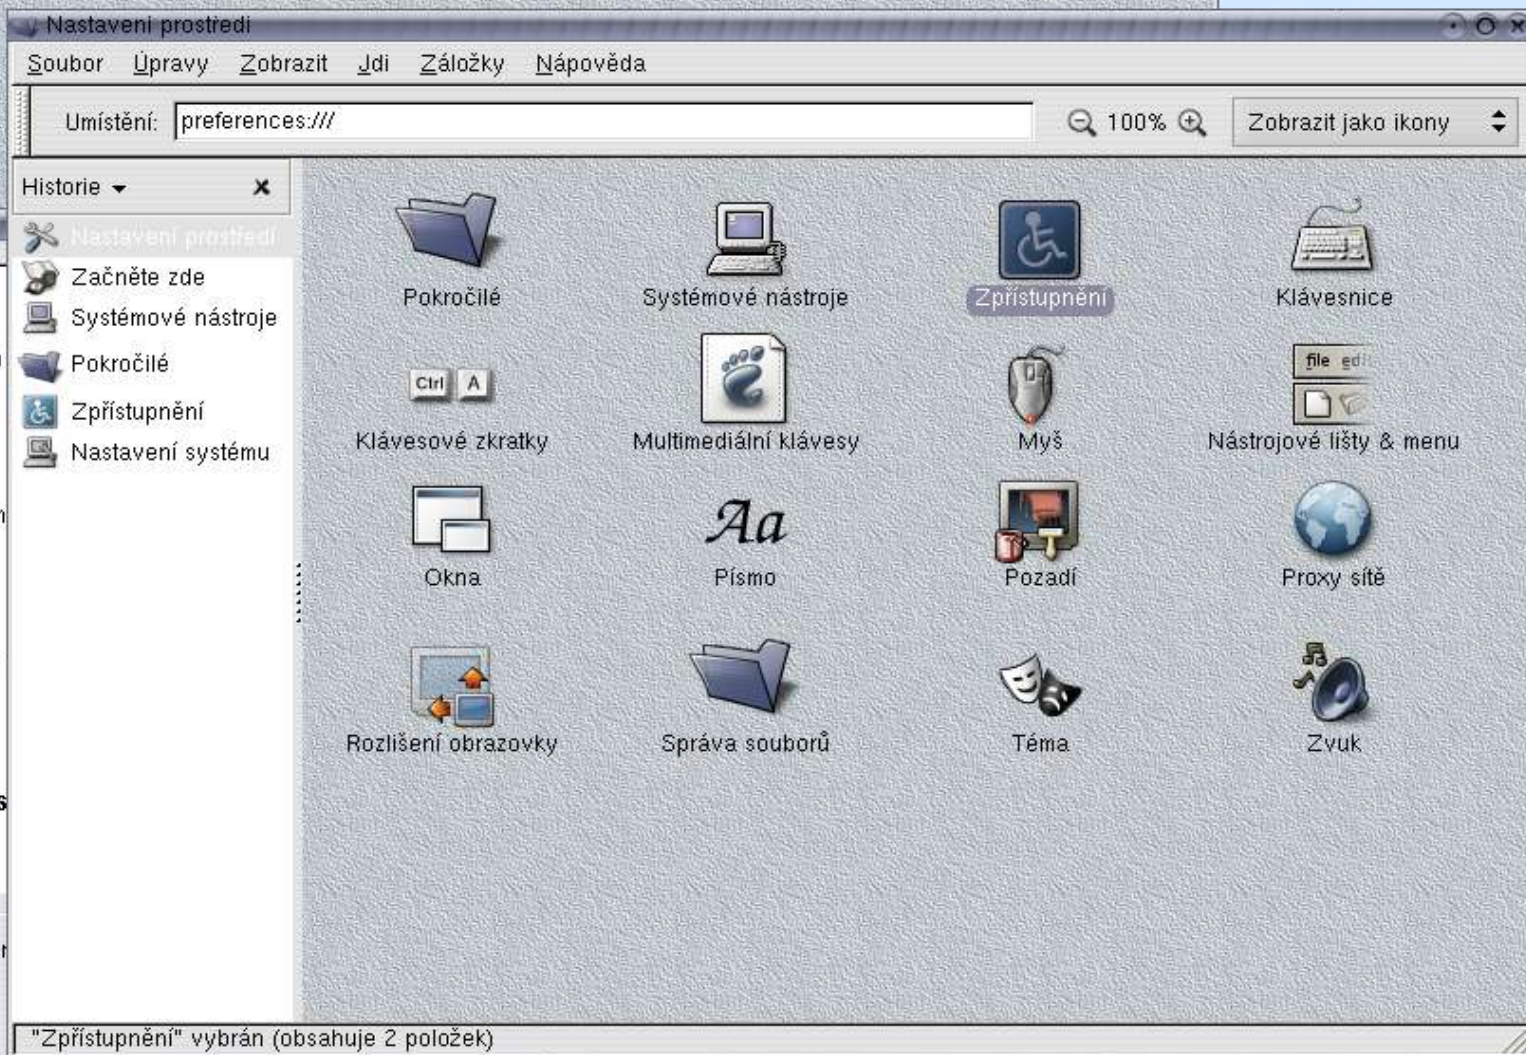 Nastavení prostředí
Soubor Úpravy Zobrazit Jdi Záložky Nápověda
Umístění: preferences:/// 100% Zobrazit jako ikony
Historie
Nastavení prostředí
Začněte zde
Systémové nástroje
Pokročilé
Zpřístupnění
Nastavení systému
Pokročilé Systémové nástroje Zpřístupnění Klávesnice
Ctrl A
file edit
Klávesové zkratky Multimediální klávesy Myš Nástrojové lišty & menu
Aa
Okna Písmo Pozadí Proxy sítě
Rozlišení obrazovky Správa souborů Téma Zvuk
"Zpřístupnění" vybrán (obsahuje 2 položek)